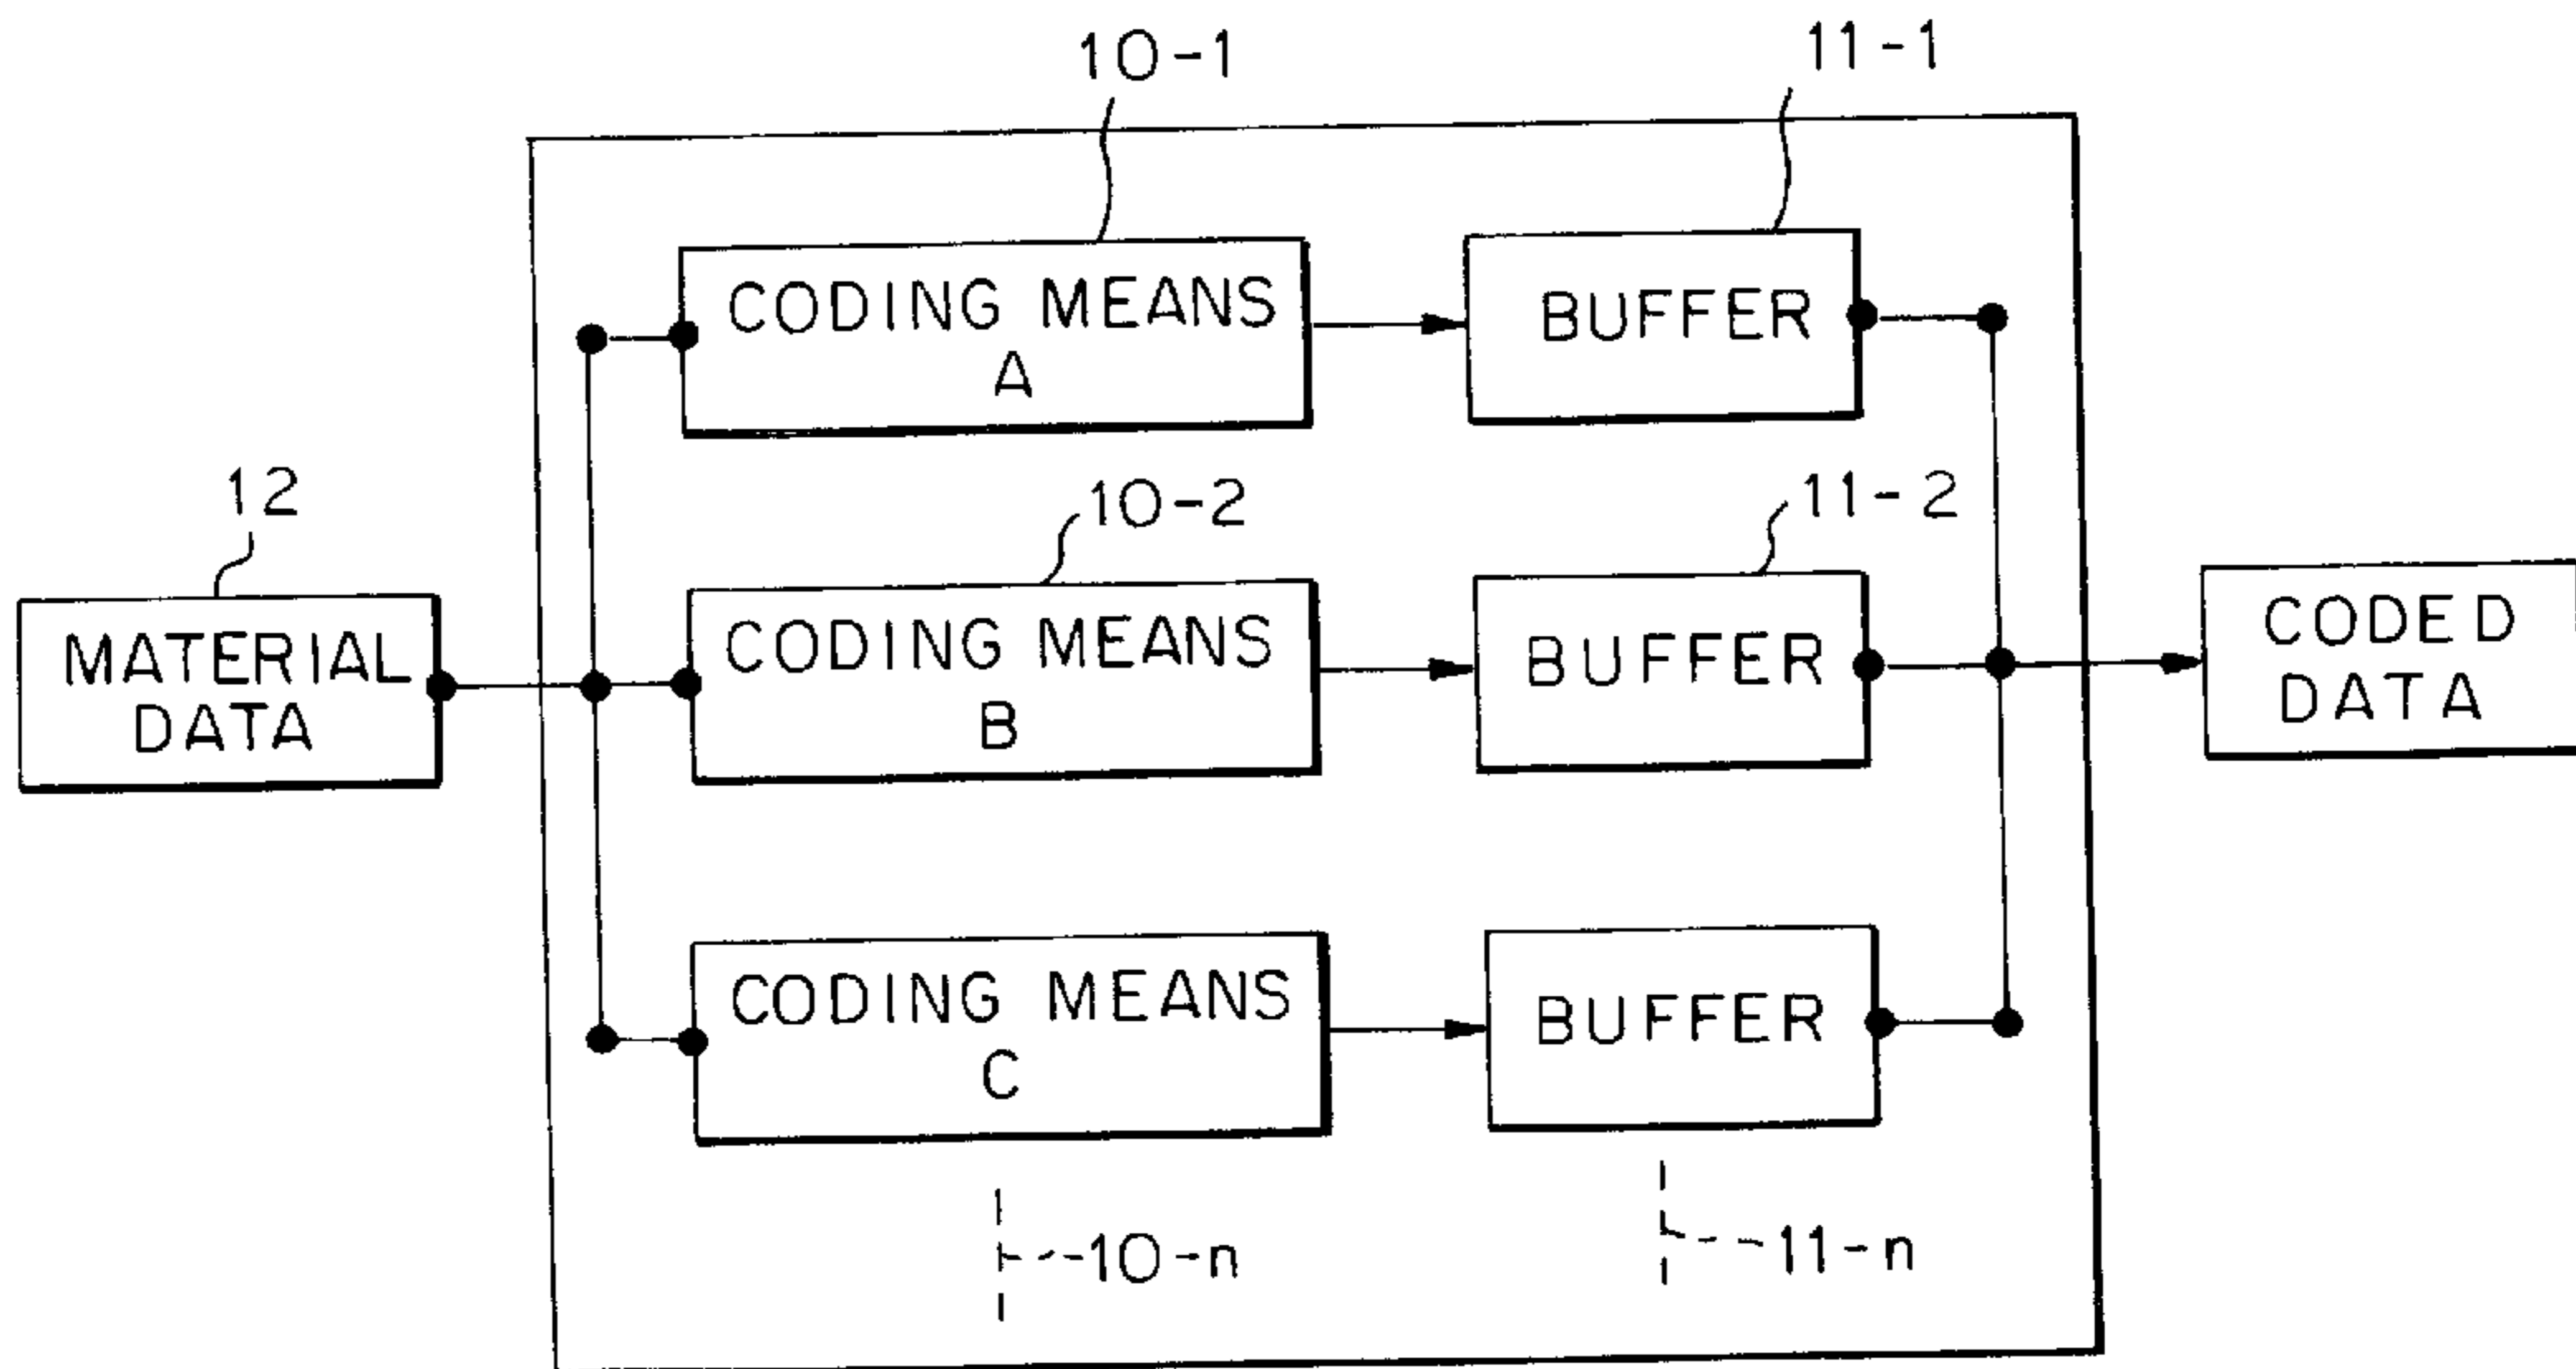 10-1
11-1
CODING MEANS
A
BUFFER
12
10-2
11-2
MATERIAL
DATA
CODING MEANS
B
BUFFER
CODED
DATA
CODING MEANS
C
BUFFER
10-n
11-n